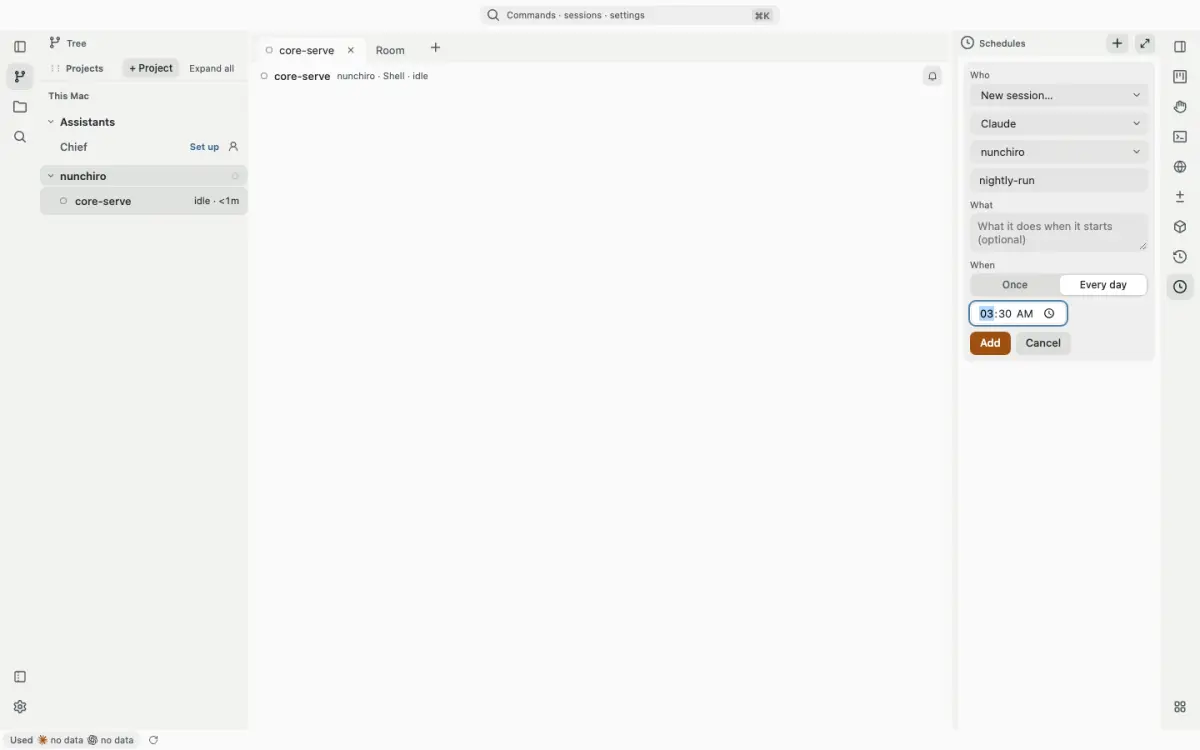 Commands · sessions · settings ⌘K
Tree
Projects + Project Expand all
This Mac
Assistants
Chief Set up
nunchiro
core-serve idle · <1m
core-serve × Room +
core-serve nunchiro · Shell · idle
Schedules
Who
New session...
Claude
nunchiro
nightly-run
What
What it does when it starts
(optional)
When
Once Every day
03:30 AM
Add Cancel
Used no data no data